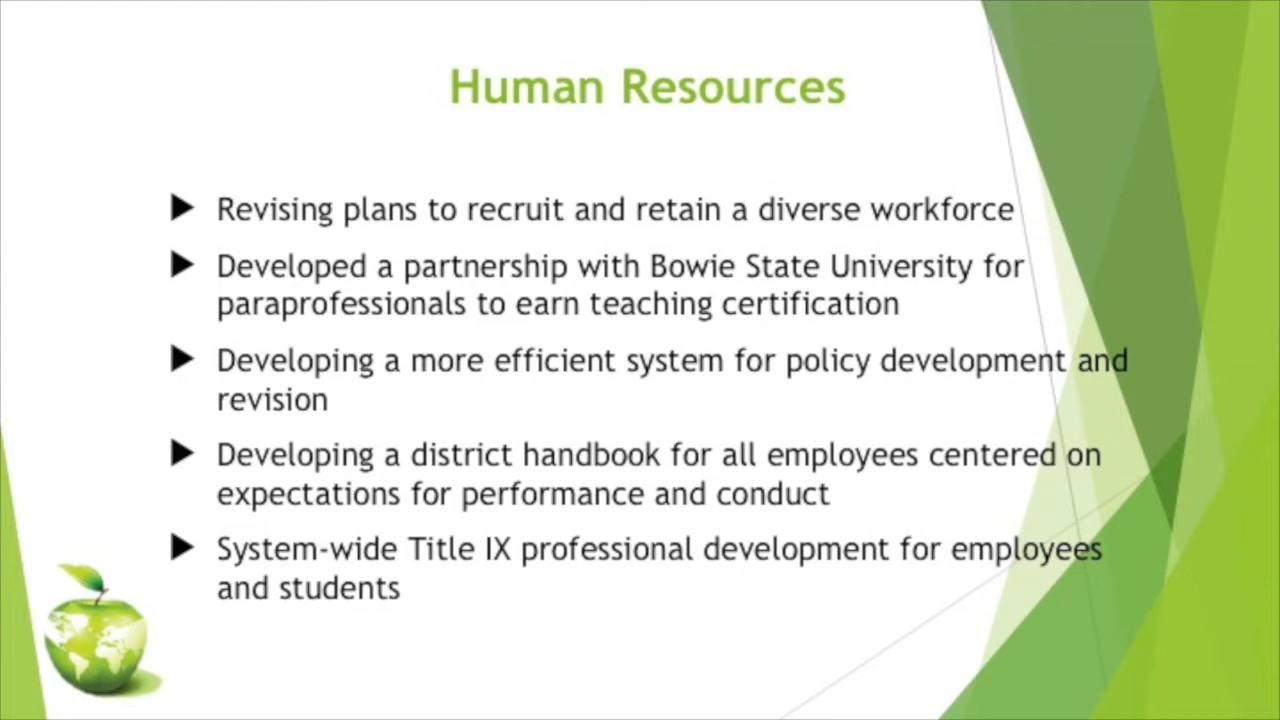 Human Resources
Revising plans to recruit and retain a diverse workforce
Developed a partnership with Bowie State University for
paraprofessionals to earn teaching certification
Developing a more efficient system for policy development and
revision
Developing a district handbook for all employees centered on
expectations for performance and conduct
System-wide Title IX professional development for employees
and students